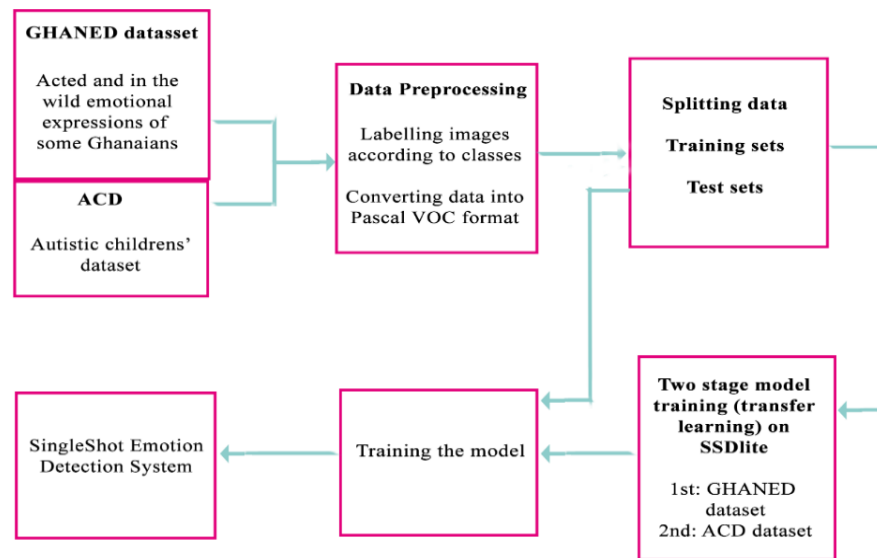 GHANED datasset
Acted and in the
wild emotional
expressions of
some Ghanaians
ACD
Autistic childrens’
dataset
Data Preprocessing
Labelling images
according to classes
Converting data into
Pascal VOC format
Splitting data
Training sets
Test sets
Two stage model
training (transfer
learning) on
SSDlite
1st: GHANED
dataset
2nd: ACD dataset
Training the model
SingleShot Emotion
Detection System